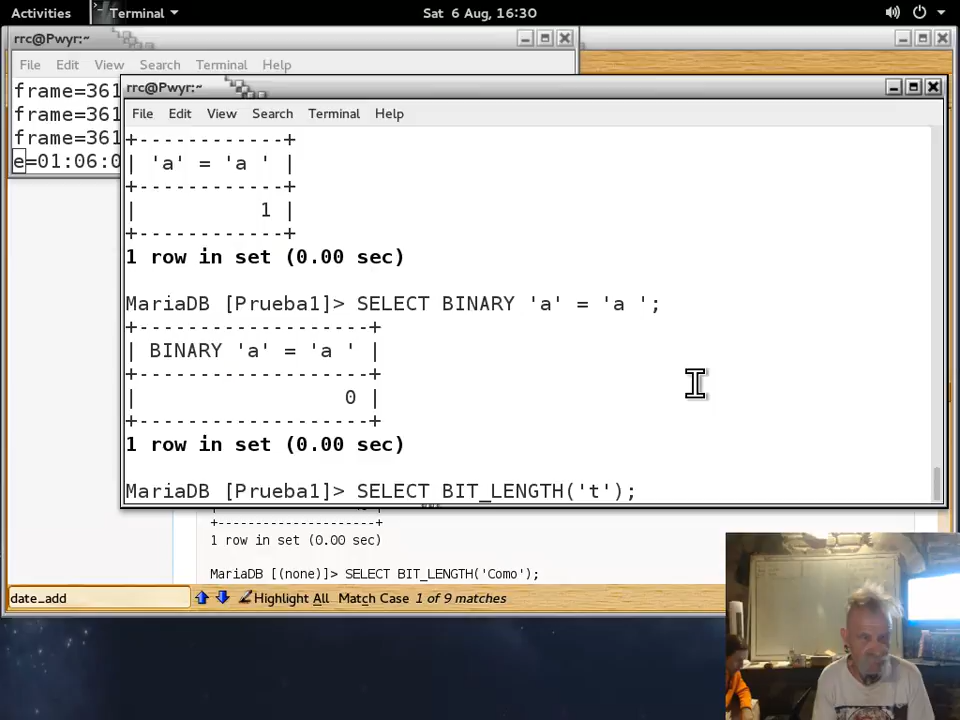 Activities
Terminal
Sat 6 Aug, 16:30
rrc@Pwyr:~
File Edit View Search Terminal Help
frame=361
frame=361
frame=361
e=01:06:0
rrc@Pwyr:~
File Edit View Search Terminal Help
+------------+
| 'a' = 'a ' |
+------------+
|          1 |
+------------+
1 row in set (0.00 sec)
MariaDB [Prueba1]> SELECT BINARY 'a' = 'a ';
+-------------------+
| BINARY 'a' = 'a ' |
+-------------------+
|                 0 |
+-------------------+
1 row in set (0.00 sec)
MariaDB [Prueba1]> SELECT BIT_LENGTH('t');
+--------------------+
1 row in set (0.00 sec)
MariaDB [(none)]> SELECT BIT_LENGTH('Como');
date_add
Highlight All Match Case 1 of 9 matches